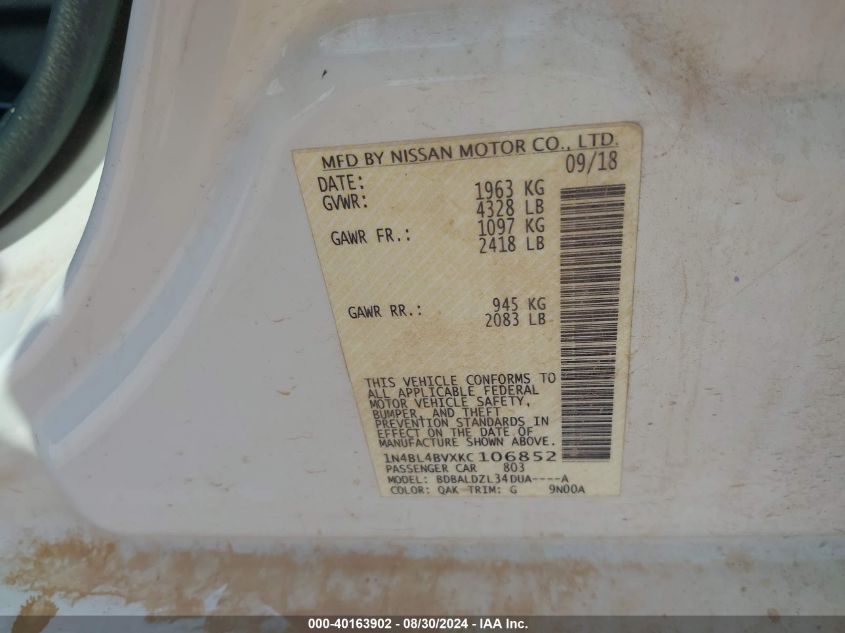 MFD BY NISSAN MOTOR CO., LTD.
DATE: 09/18
GVWR: 1963 KG
4328 LB
GAWR FR.: 1097 KG
2418 LB
GAWR RR.: 945 KG
2083 LB
THIS VEHICLE CONFORMS TO
ALL APPLICABLE FEDERAL
MOTOR VEHICLE SAFETY,
BUMPER, AND THEFT
PREVENTION STANDARDS IN
EFFECT ON THE DATE OF
MANUFACTURE SHOWN ABOVE.
1N4BL4BVXKC106852
PASSENGER CAR 803
MODEL: BDBALDZL34DUA----A
COLOR: QAK TRIM: G 9N00A
000-40163902 - 08/30/2024 - IAA Inc.